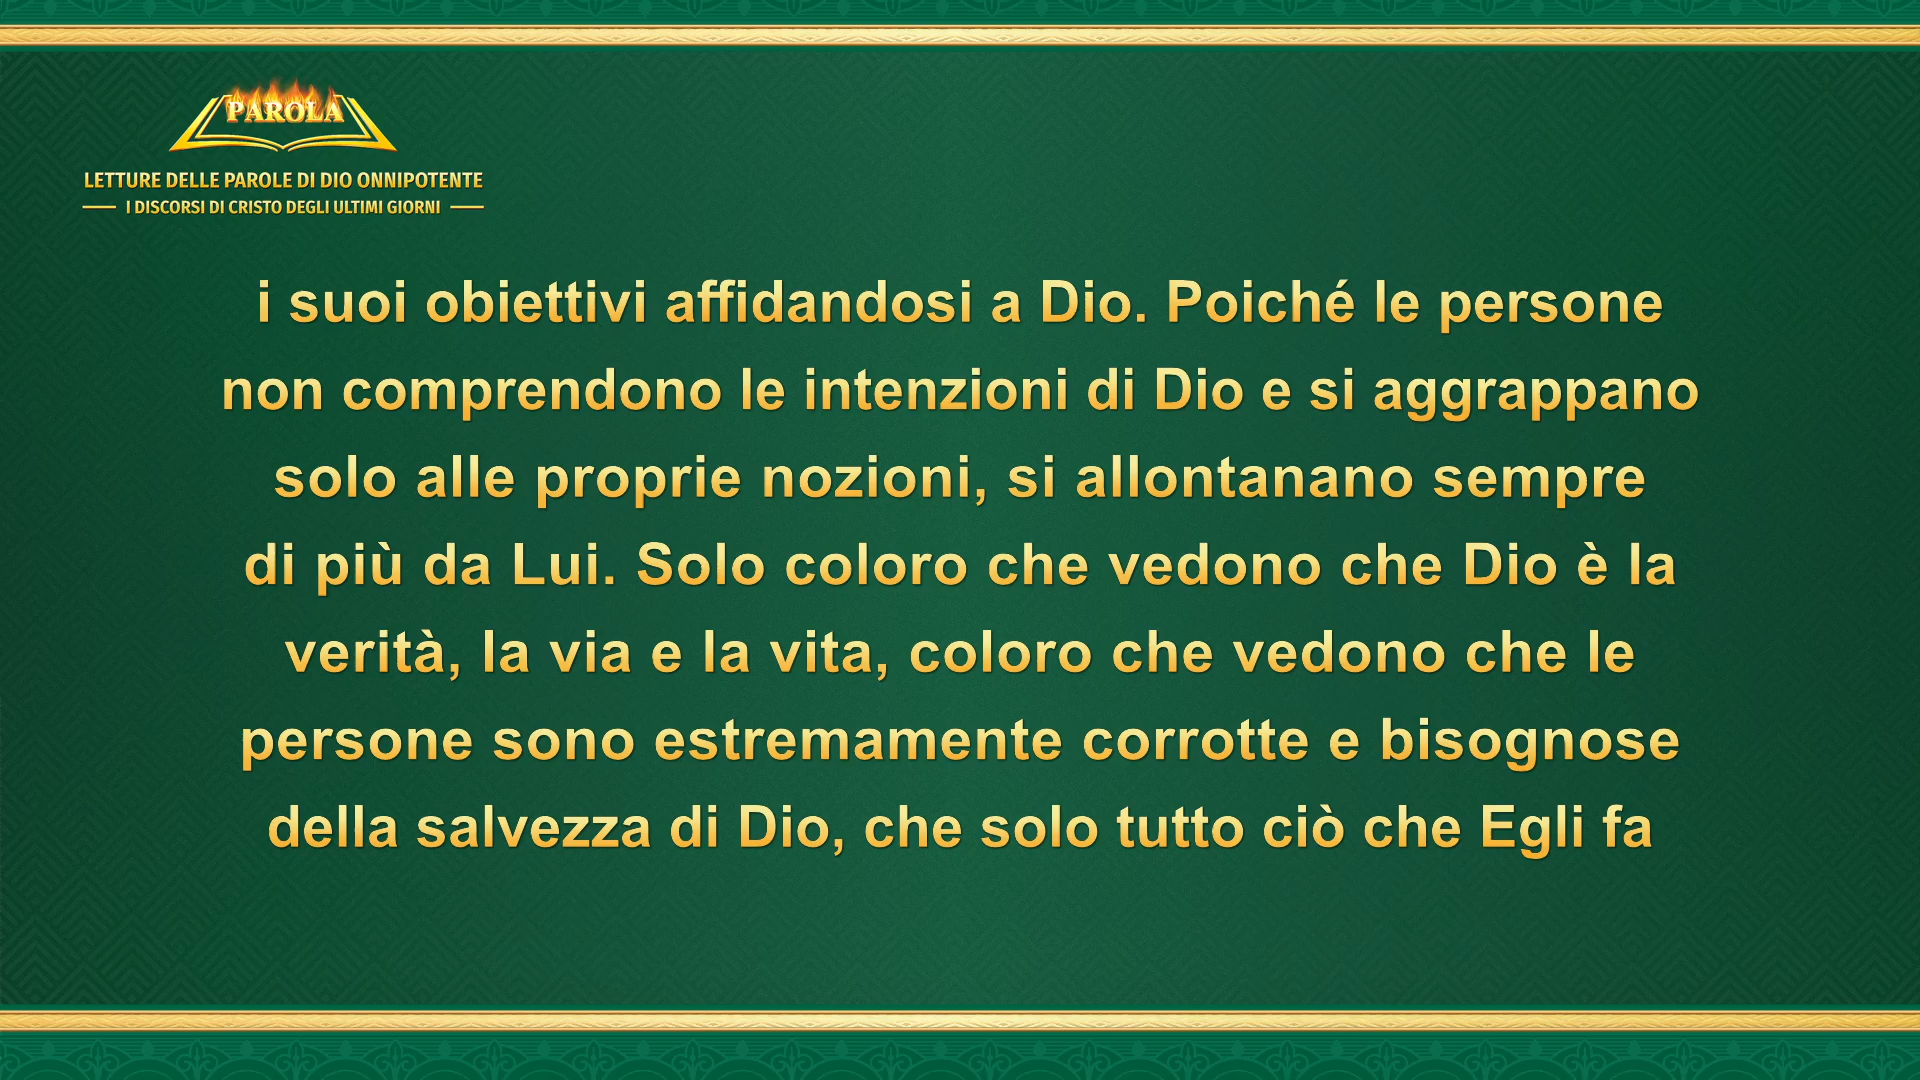 PAROLA
LETTURE DELLE PAROLE DI DIO ONNIPOTENTE
I DISCORSI DI CRISTO DEGLI ULTIMI GIORNI
i suoi obiettivi affidandosi a Dio. Poiché le persone
non comprendono le intenzioni di Dio e si aggrappano
solo alle proprie nozioni, si allontanano sempre
di più da Lui. Solo coloro che vedono che Dio è la
verità, la via e la vita, coloro che vedono che le
persone sono estremamente corrotte e bisognose
della salvezza di Dio, che solo tutto ciò che Egli fa